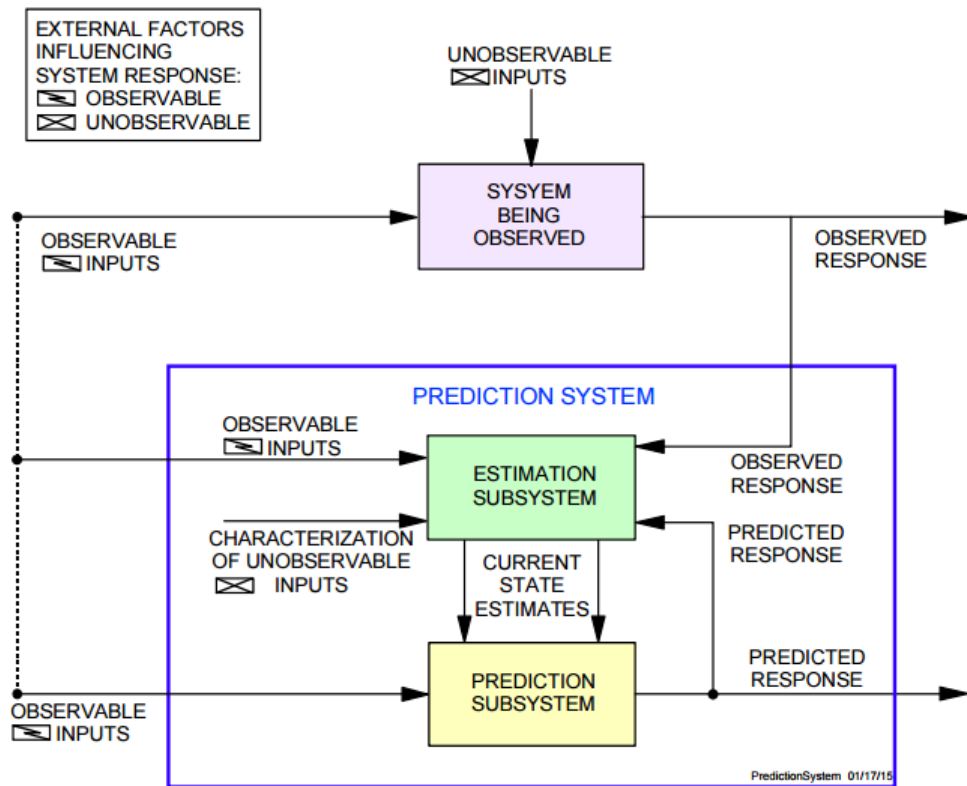 EXTERNAL FACTORS
INFLUENCING
SYSTEM RESPONSE:
OBSERVABLE
UNOBSERVABLE
UNOBSERVABLE
INPUTS
SYSYEM
BEING
OBSERVED
OBSERVABLE
INPUTS
OBSERVED
RESPONSE
PREDICTION SYSTEM
OBSERVABLE
INPUTS
ESTIMATION
SUBSYSTEM
OBSERVED
RESPONSE
CHARACTERIZATION
OF UNOBSERVABLE
INPUTS
PREDICTED
RESPONSE
CURRENT
STATE
ESTIMATES
PREDICTION
SUBSYSTEM
PREDICTED
RESPONSE
OBSERVABLE
INPUTS
PredictionSystem 01/17/15